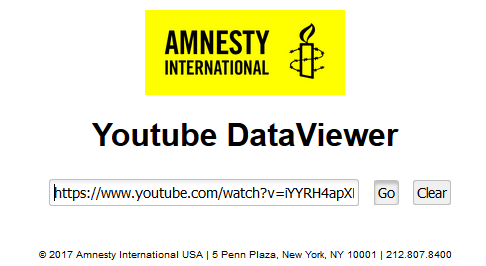 AMNESTY
INTERNATIONAL
Youtube DataViewer
https://www.youtube.com/watch?v=iYYRH4apX
Go
Clear
© 2017 Amnesty International USA | 5 Penn Plaza, New York, NY 10001 | 212.807.8400